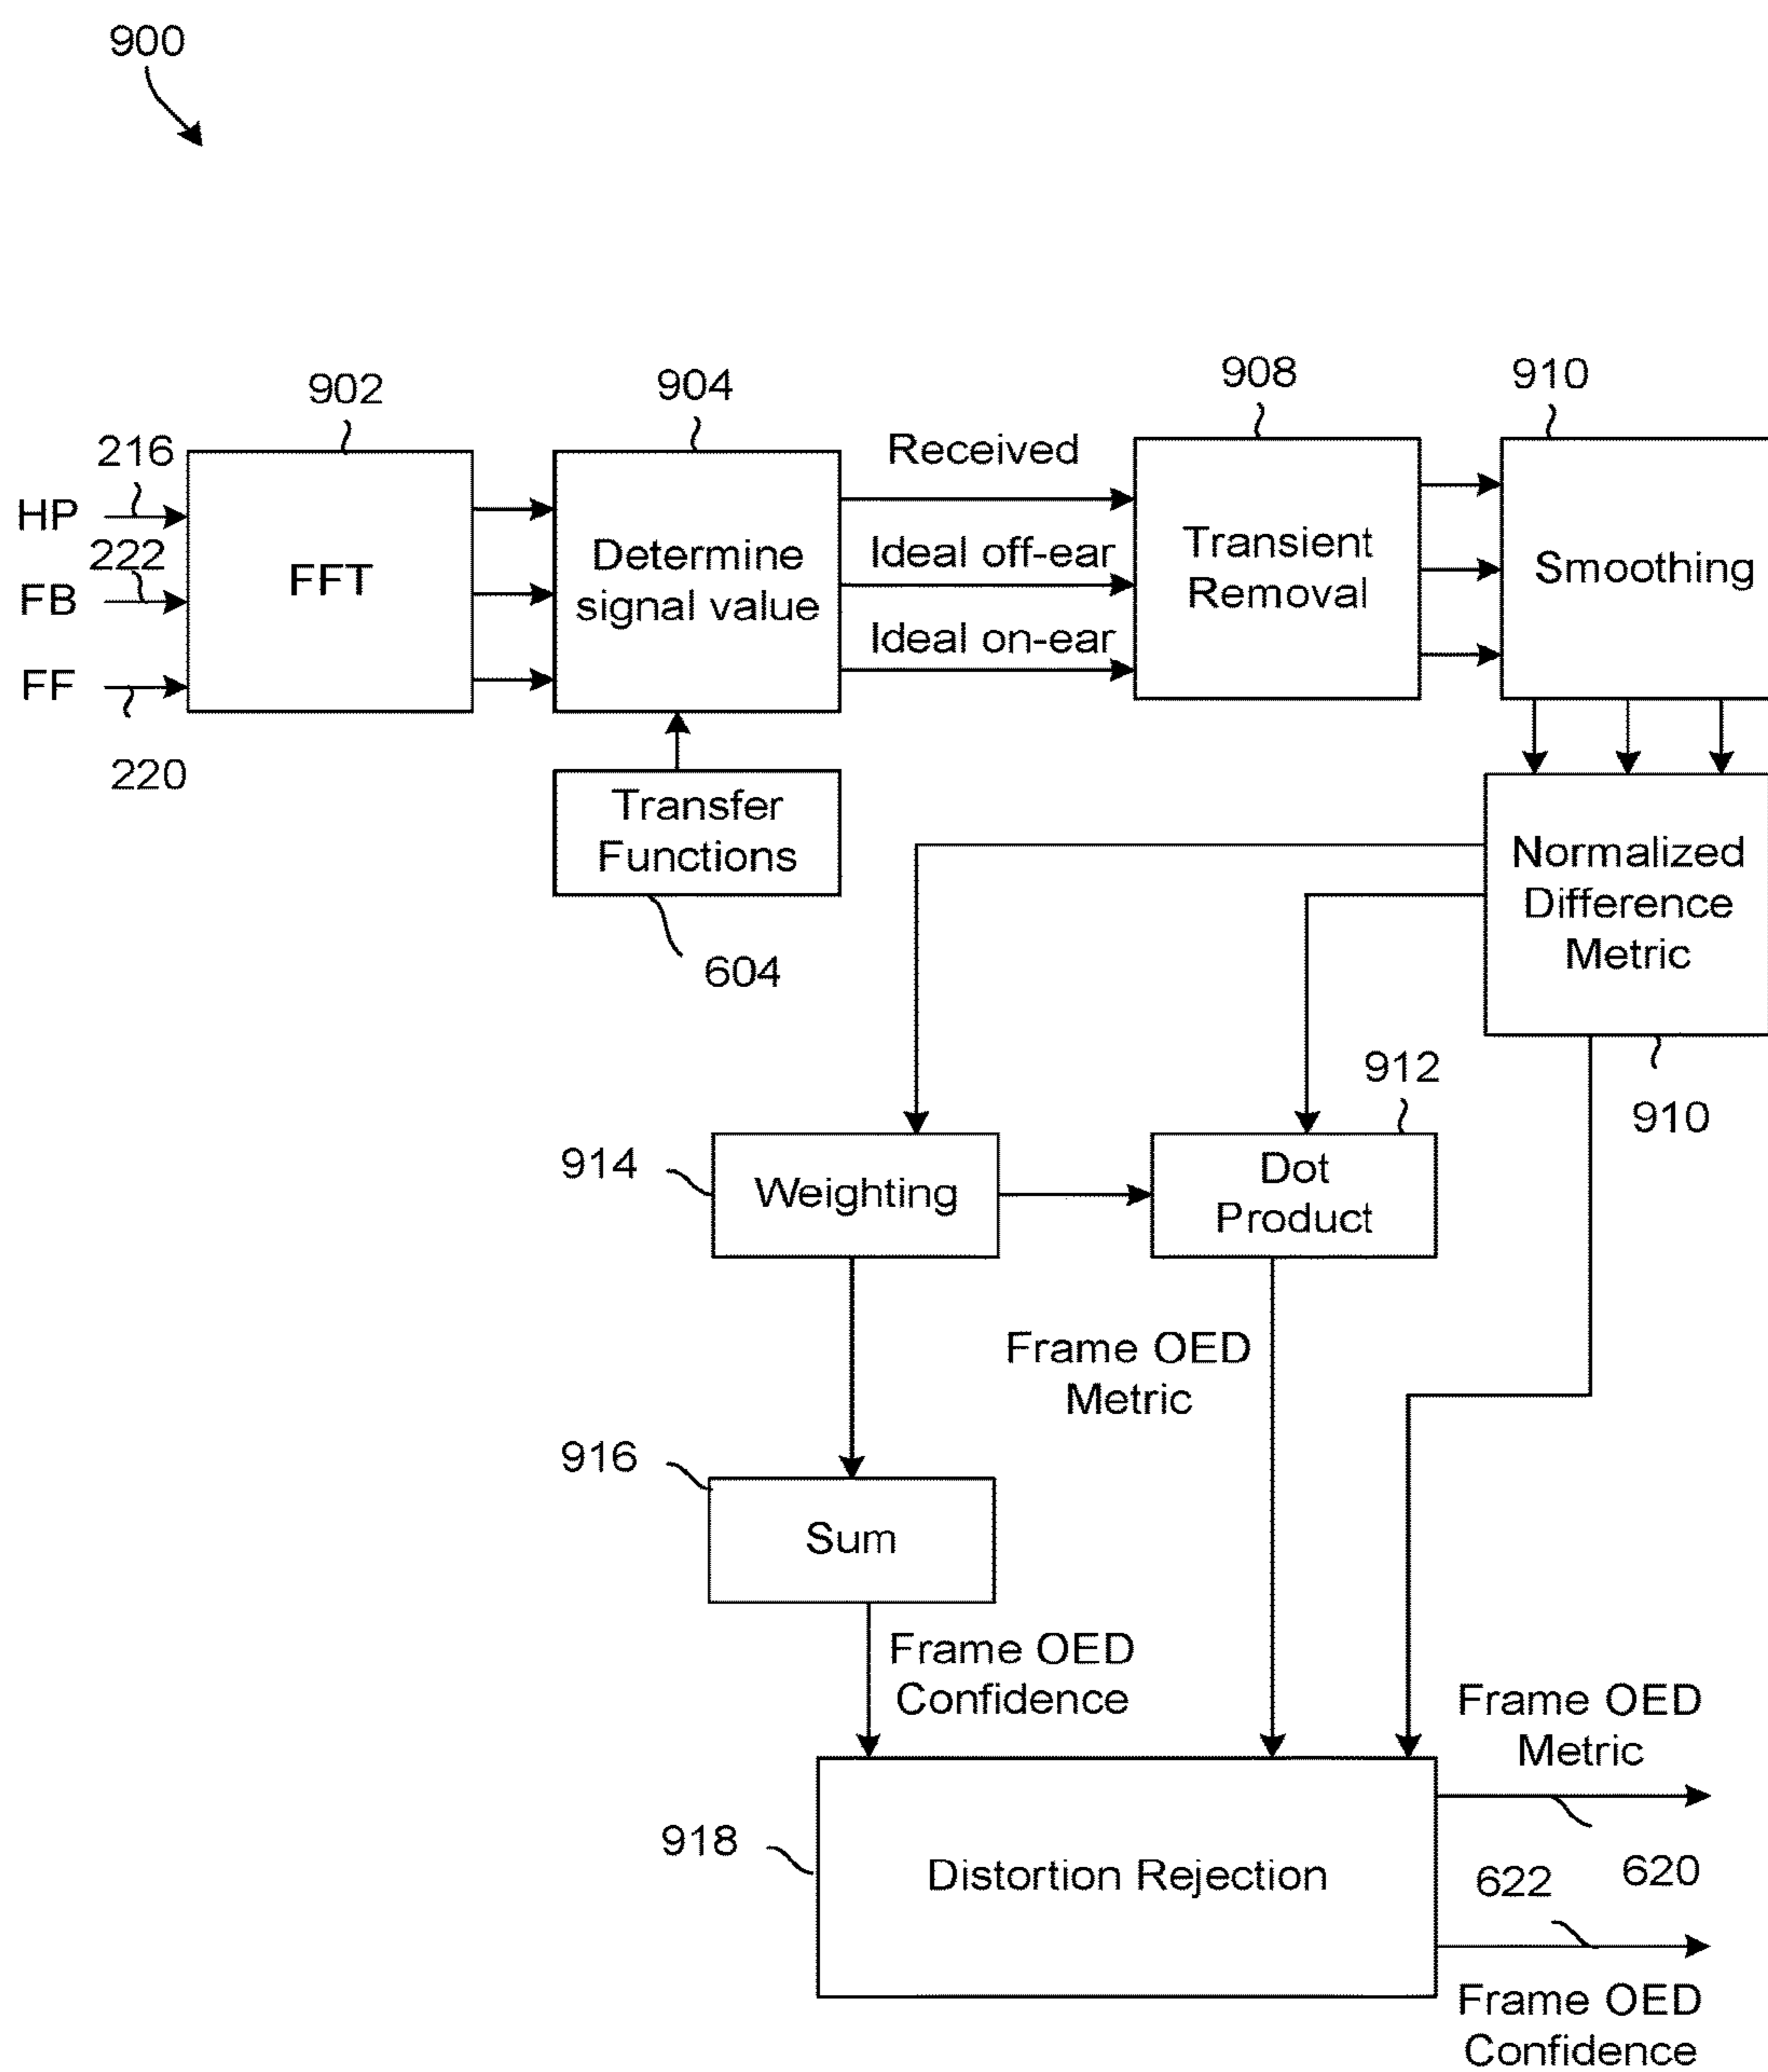 900
902
904
908
910
216
HP
222
FB
FF
220
FFT
Determine
signal value
Received
Ideal off-ear
Ideal on-ear
Transient
Removal
Smoothing
Transfer
Functions
604
Normalized
Difference
Metric
910
912
914
Weighting
Dot
Product
Frame OED
Metric
916
Sum
Frame OED
Confidence
Frame OED
Metric
918
Distortion Rejection
620
622
Frame OED
Confidence